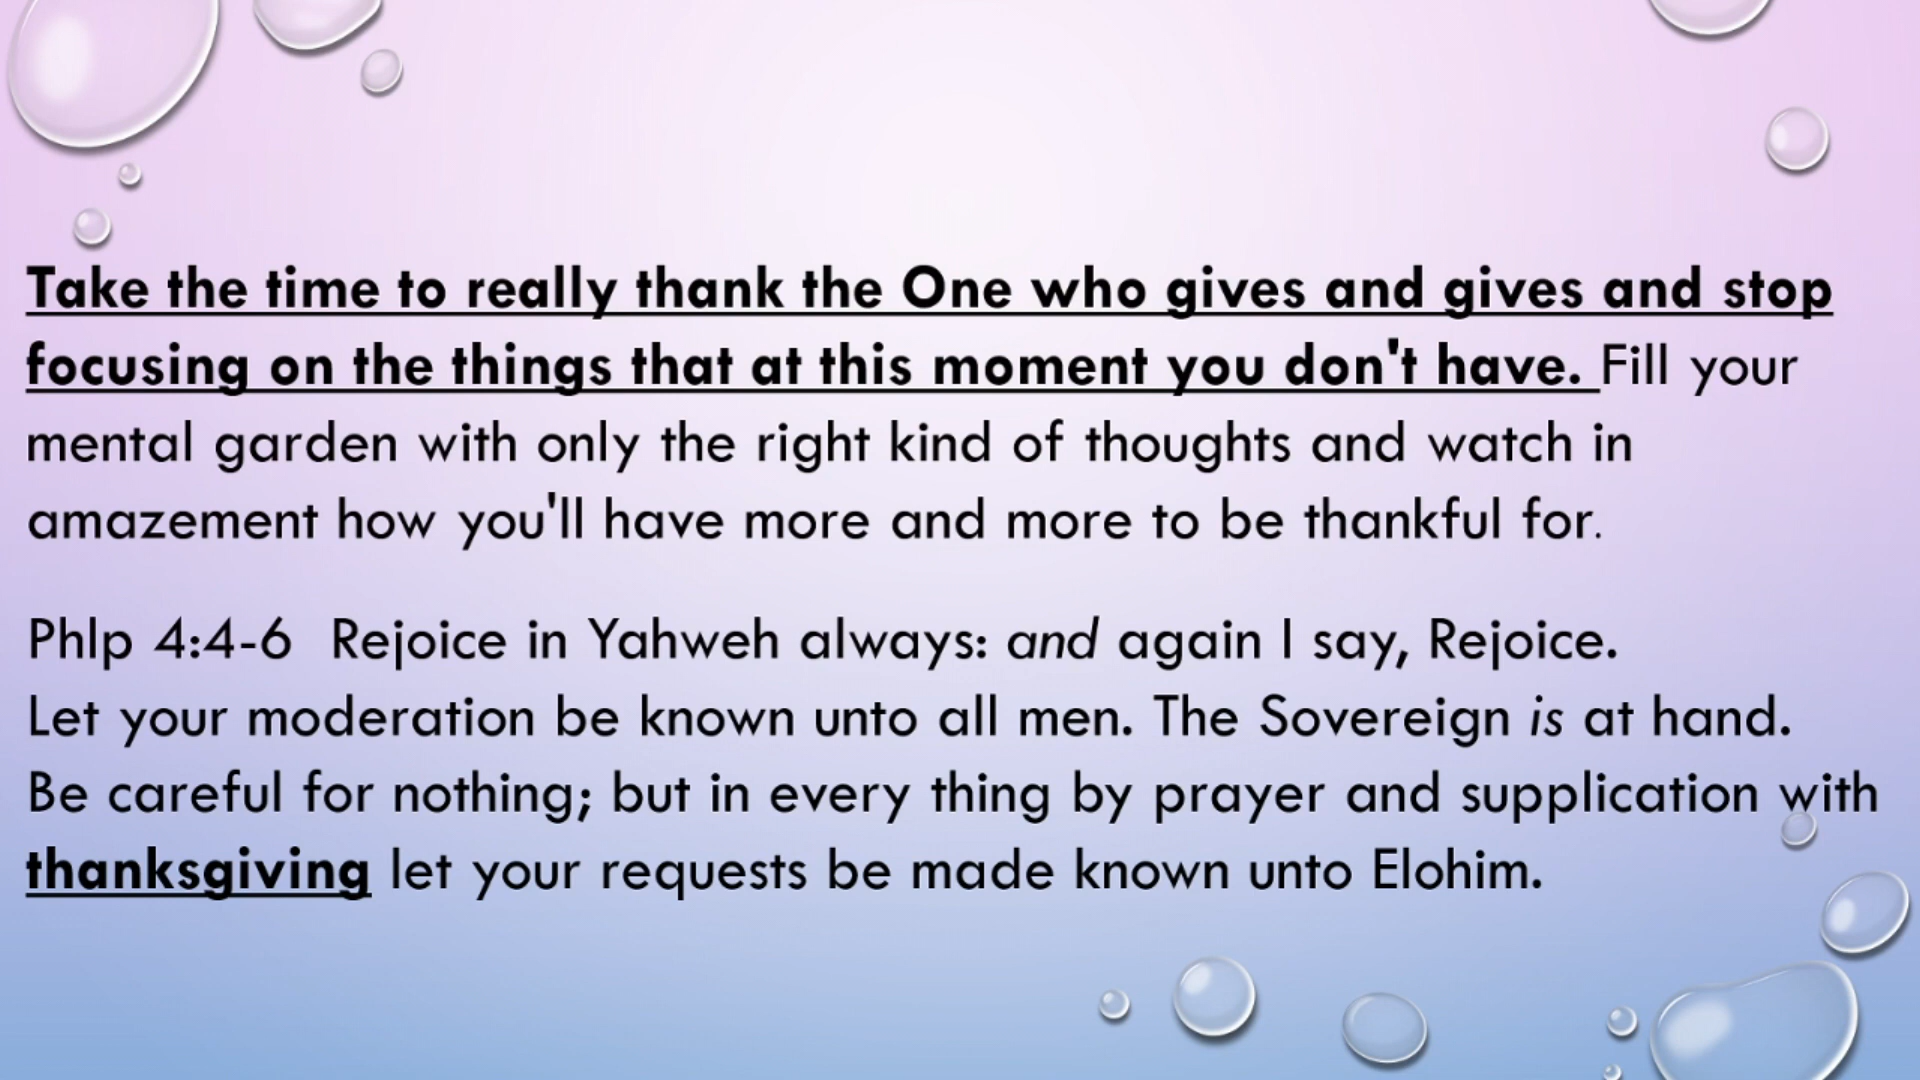 Take the time to really thank the One who gives and gives and stop
focusing on the things that at this moment you don't have. Fill your
mental garden with only the right kind of thoughts and watch in
amazement how you'll have more and more to be thankful for.
Phlp 4:4-6  Rejoice in Yahweh always: and again I say, Rejoice.
Let your moderation be known unto all men. The Sovereign is at hand.
Be careful for nothing; but in every thing by prayer and supplication with
thanksgiving let your requests be made known unto Elohim.